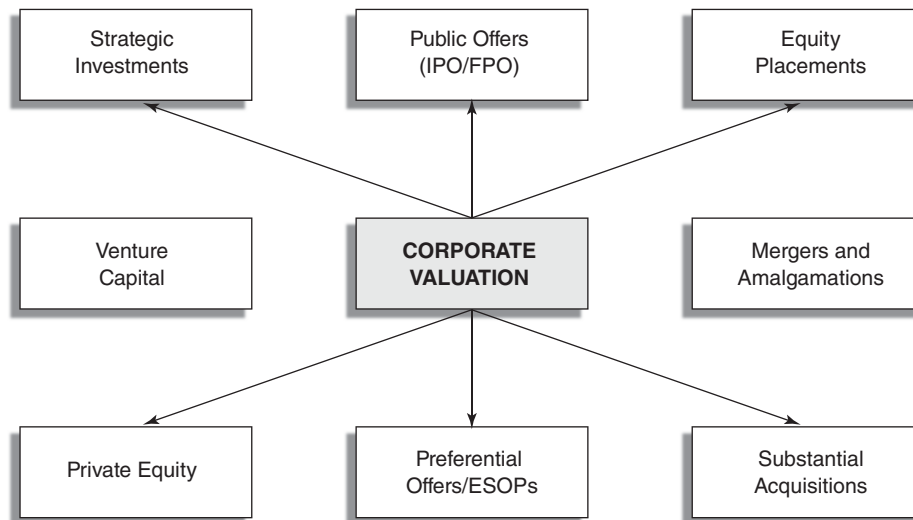 Strategic
Investments
Public Offers
(IPO/FPO)
Equity
Placements
Venture
Capital
CORPORATE
VALUATION
Mergers and
Amalgamations
Private Equity
Preferential
Offers/ESOPs
Substantial
Acquisitions